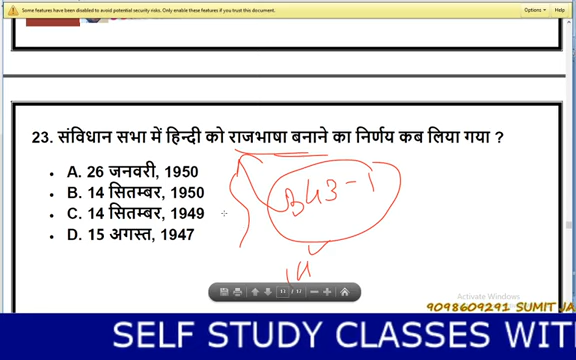 Some features have been disabled to avoid potential security risks. Only enable these features if you trust this document.
Options
Help
23. संविधान सभा में हिन्दी को राजभाषा बनाने का निर्णय कब लिया गया ?
A. 26 जनवरी, 1950
B. 14 सितम्बर, 1950
C. 14 सितम्बर, 1949
D. 15 अगस्त, 1947
343-1
14
Activate Windows
9098609291 SUMIT JA
SELF STUDY CLASSES WIT